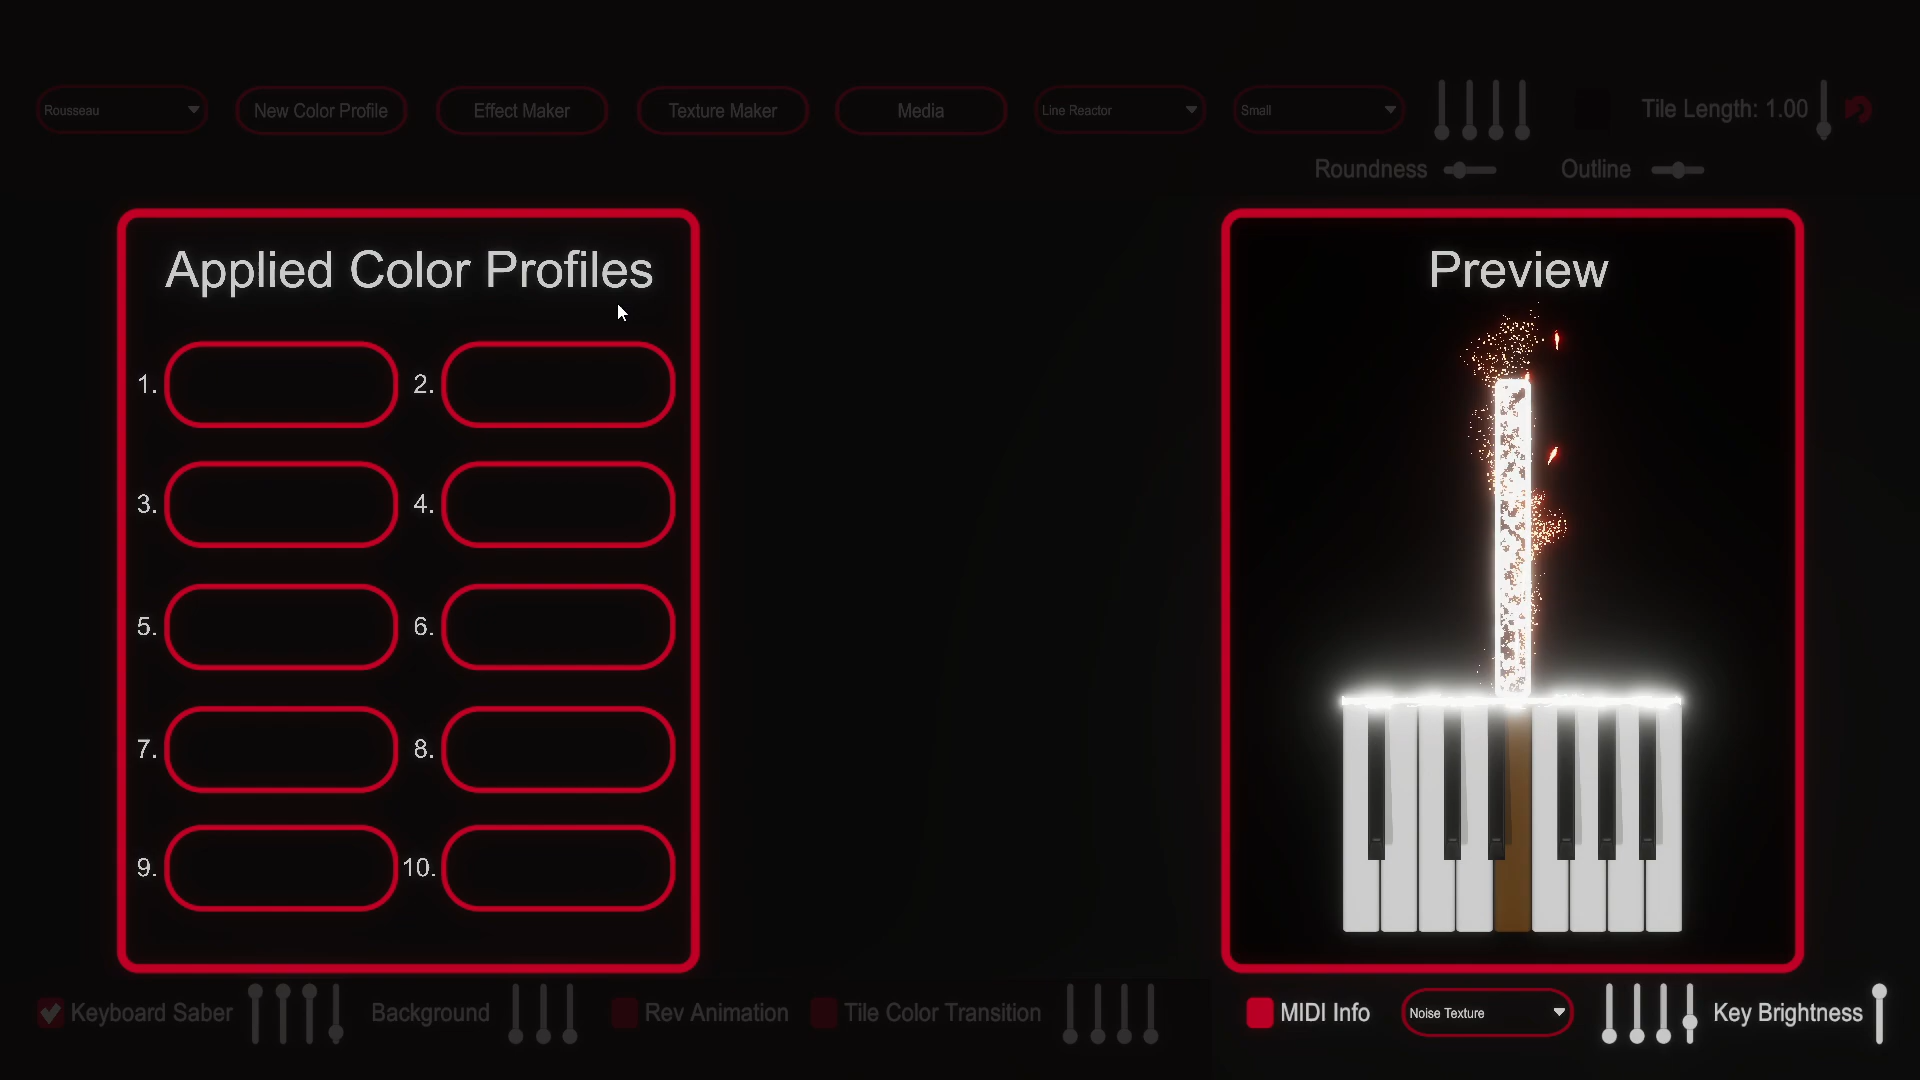 Rousseau
New Color Profile
Effect Maker
Texture Maker
Media
Line Reactor
Small
Tile Length: 1.00
Roundness
Outline
Applied Color Profiles
1.
2.
3.
4.
5.
6.
7.
8.
9.
10.
Preview
Keyboard Saber
Background
Rev Animation
Tile Color Transition
MIDI Info
Noise Texture
Key Brightness